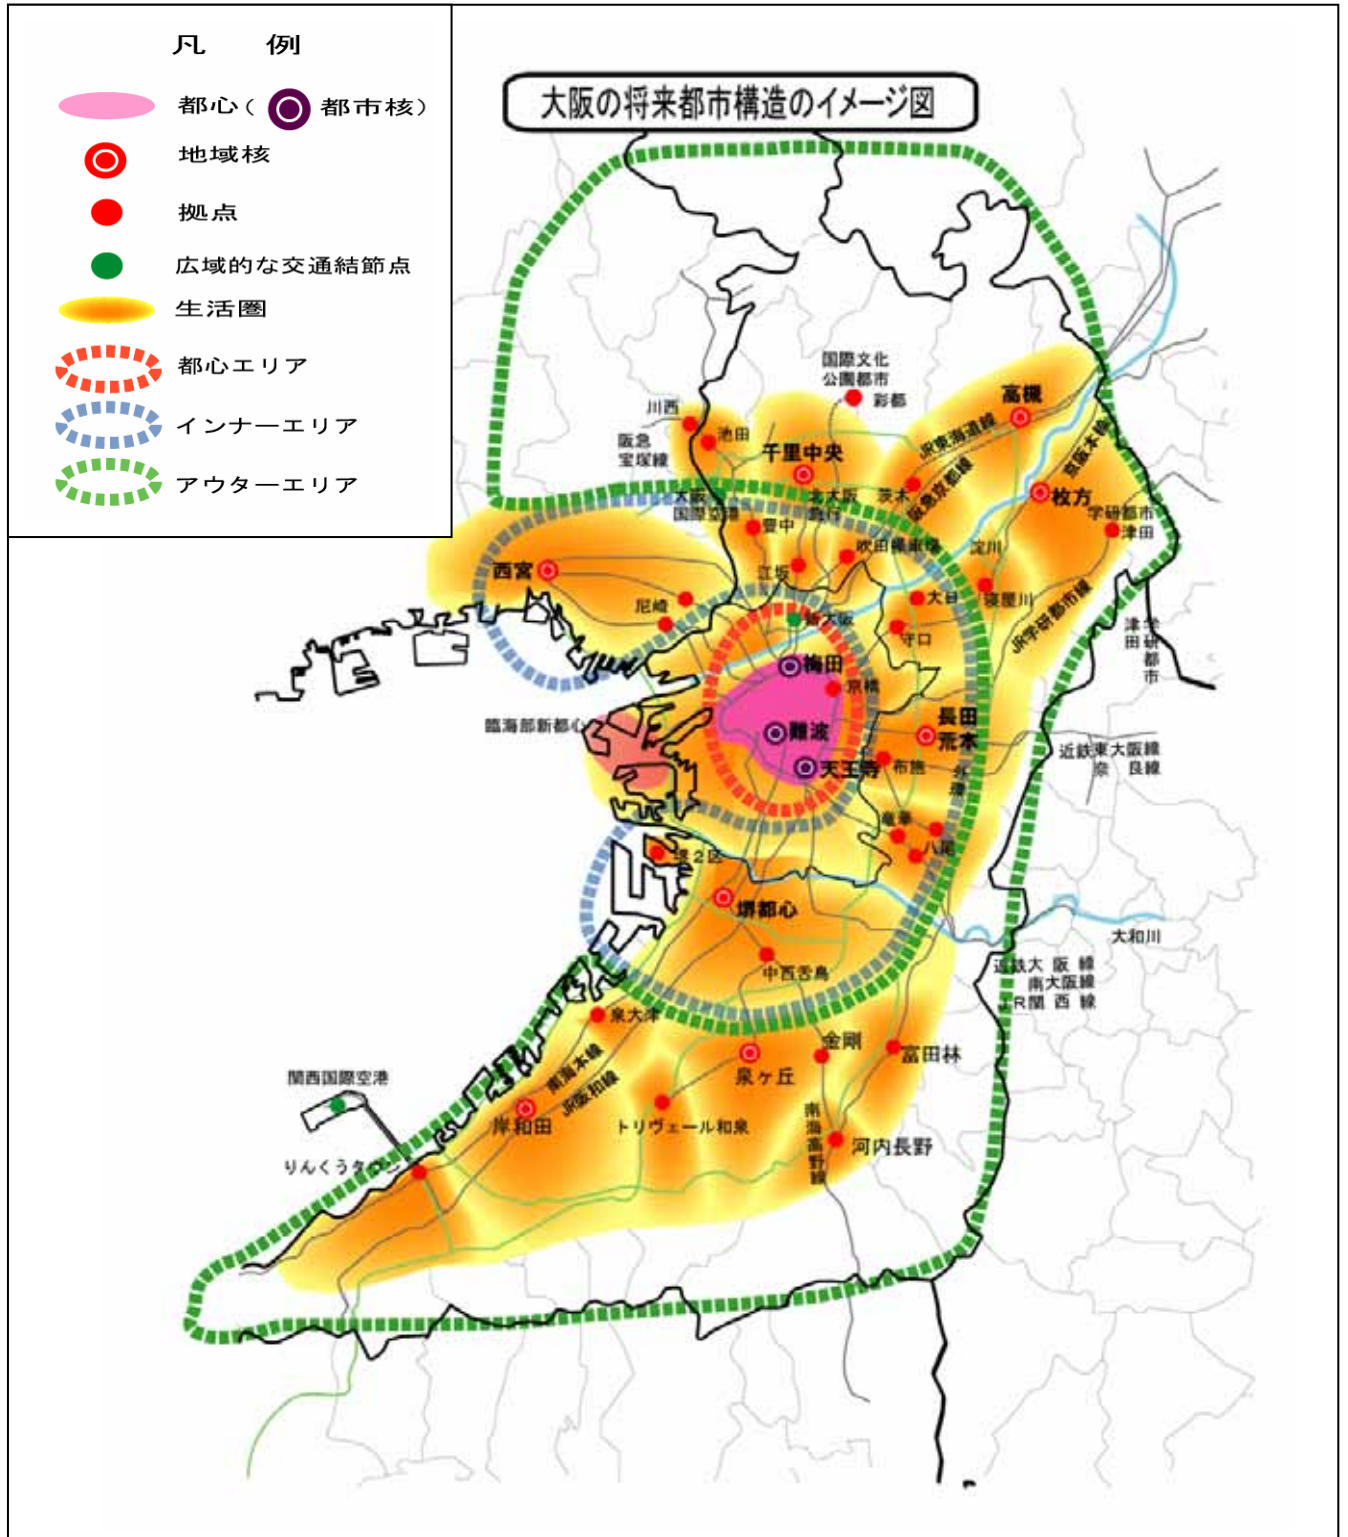 凡 例
都心（ 都市核）
地域核
拠点
広域的な交通結節点
生活圏
都心エリア
インナーエリア
アウターエリア
大阪の将来都市構造のイメージ図
国際文化
公園都市
彩都
高槻
川西
池田
阪急
宝塚線
千里中央
JR東海道線
京阪本線
阪急京都線
茨木
枚方
大阪
国際空港
北大阪
急行
豊中
学研都市
津田
吹田操車場
淀川
江坂
西宮
尼崎
大日
寝屋川
新大阪
守口
JR学研都市線
学研都市
津田
梅田
京橋
長田
荒本
臨海部新都心
難波
近鉄東大阪線
奈良線
天王寺
布施
外環
竜華
八尾
堺２区
堺都心
大和川
中百舌鳥
近鉄大阪線
南大阪線
JR関西線
泉大津
金剛
富田林
南海本線
JR阪和線
泉ヶ丘
関西国際空港
岸和田
トリヴェール和泉
南海高野線
河内長野
りんくうタウン